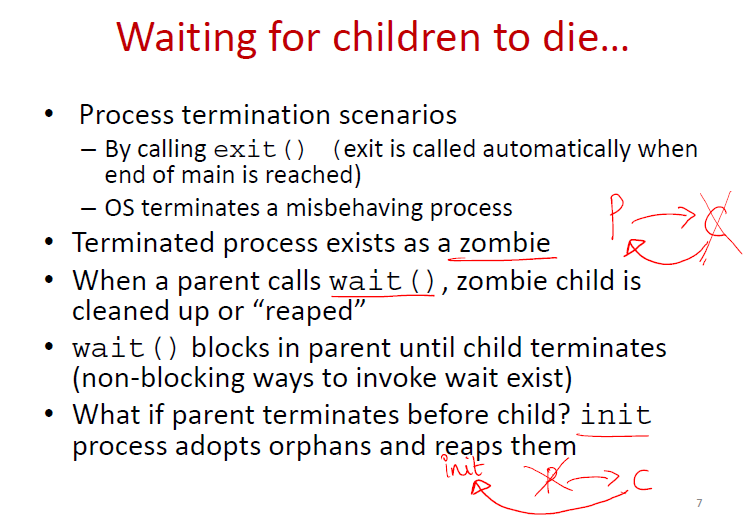 Waiting for children to die…
• Process termination scenarios
– By calling exit() (exit is called automatically when
end of main is reached)
– OS terminates a misbehaving process
• Terminated process exists as a zombie
• When a parent calls wait(), zombie child is
cleaned up or “reaped”
• wait() blocks in parent until child terminates
(non-blocking ways to invoke wait exist)
• What if parent terminates before child? init
process adopts orphans and reaps them
P C
init P C
7